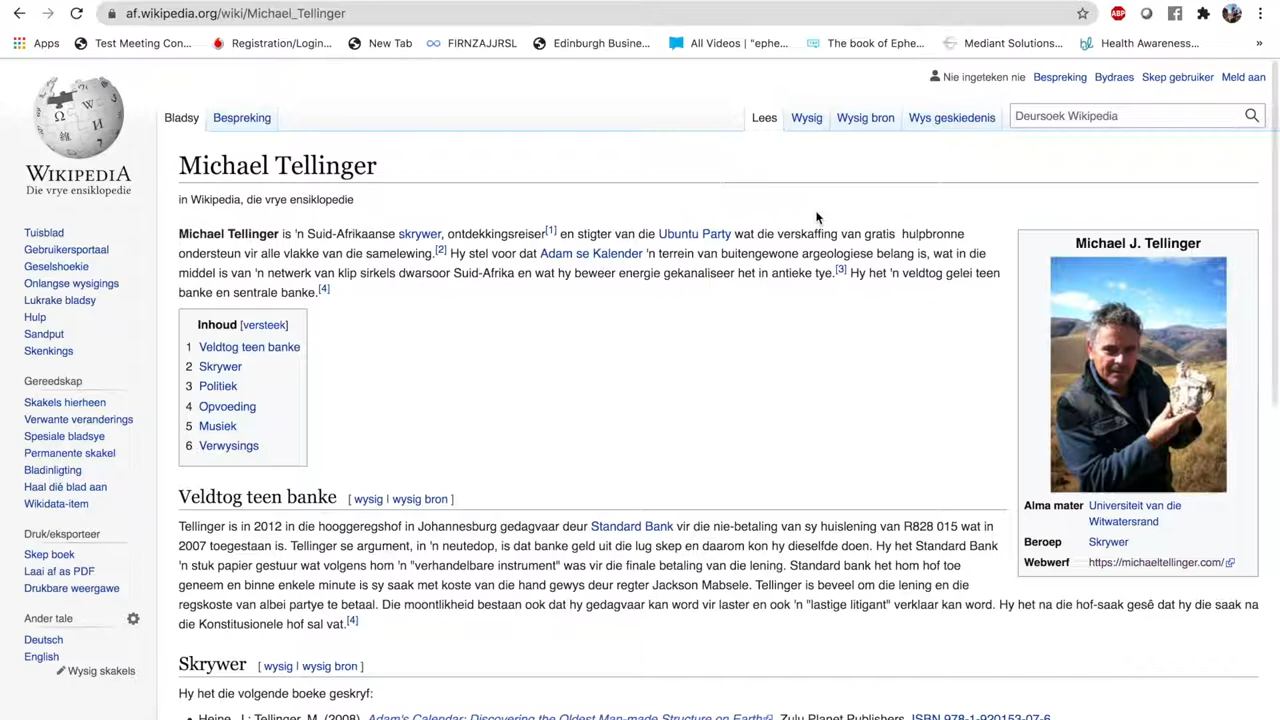 af.wikipedia.org/wiki/Michael_Tellinger
ABP
Apps
Test Meeting Con...
Registration/Login...
New Tab
FIRNZAJJRSL
Edinburgh Busine...
All Videos | "ephe...
The book of Ephe...
Mediant Solutions...
Health Awareness...
»
Nie ingeteken nie Bespreking Bydraes Skep gebruiker Meld aan
Bladsy Bespreking Lees Wysig Wysig bron Wys geskiedenis Deursoek Wikipedia
WIKIPEDIA
Die vrye ensiklopedie
Tuisblad
Gebruikersportaal
Geselshoekie
Onlangse wysigings
Lukrake bladsy
Hulp
Sandput
Skenkings
Gereedskap
Skakels hierheen
Verwante veranderings
Spesiale bladsye
Permanente skakel
Bladinligting
Haal dié blad aan
Wikidata-item
Druk/eksporteer
Skep boek
Laai af as PDF
Drukbare weergawe
Ander tale
Deutsch
English
Wysig skakels
Michael Tellinger
in Wikipedia, die vrye ensiklopedie
Michael Tellinger is 'n Suid-Afrikaanse skrywer, ontdekkingsreiser[1] en stigter van die Ubuntu Party wat die verskaffing van gratis hulpbronne
ondersteun vir alle vlakke van die samelewing.[2] Hy stel voor dat Adam se Kalender 'n terrein van buitengewone argeologiese belang is, wat in die
middel is van 'n netwerk van klip sirkels dwarsoor Suid-Afrika en wat hy beweer energie gekanaliseer het in antieke tye.[3] Hy het 'n veldtog gelei teen
banke en sentrale banke.[4]
Inhoud [versteek]
1 Veldtog teen banke
2 Skrywer
3 Politiek
4 Opvoeding
5 Musiek
6 Verwysings
Michael J. Tellinger
Alma mater Universiteit van die
Witwatersrand
Beroep Skrywer
Webwerf https://michaeltellinger.com/
Veldtog teen banke [ wysig | wysig bron ]
Tellinger is in 2012 in die hooggeregshof in Johannesburg gedagvaar deur Standard Bank vir die nie-betaling van sy huislening van R828 015 wat in
2007 toegestaan is. Tellinger se argument, in 'n neutedop, is dat banke geld uit die lug skep en daarom kon hy dieselfde doen. Hy het Standard Bank
'n stuk papier gestuur wat volgens hom 'n "verhandelbare instrument" was vir die finale betaling van die lening. Standard bank het hom hof toe
geneem en binne enkele minute is sy saak met koste van die hand gewys deur regter Jackson Mabsele. Tellinger is beveel om die lening en die
regskoste van albei partye te betaal. Die moontlikheid bestaan ook dat hy gedagvaar kan word vir laster en ook 'n "lastige litigant" verklaar kan word. Hy het na die hof-saak gesê dat hy die saak na
die Konstitusionele hof sal vat.[4]
Skrywer [ wysig | wysig bron ]
Hy het die volgende boeke geskryf:
Heine, J.; Tellinger, M. (2008). Adam's Calendar: Discovering the Oldest Man-made Structure on Earth. Zulu Planet Publishers. ISBN 978-1-920153-07-6